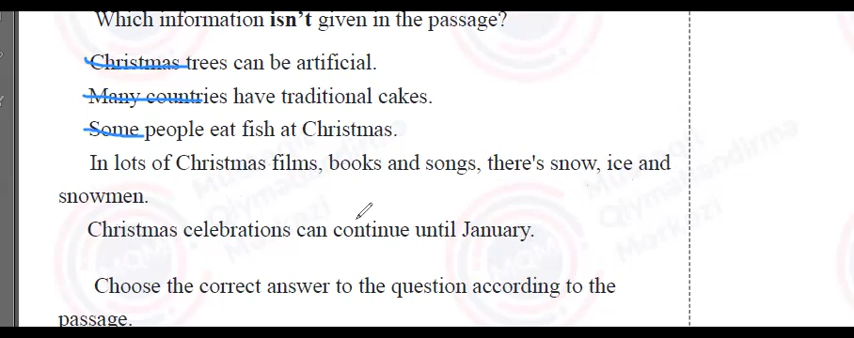 Which information isn't given in the passage?
Christmas trees can be artificial.
Many countries have traditional cakes.
Some people eat fish at Christmas.
In lots of Christmas films, books and songs, there's snow, ice and
snowmen.
Christmas celebrations can continue until January.
Choose the correct answer to the question according to the
passage.